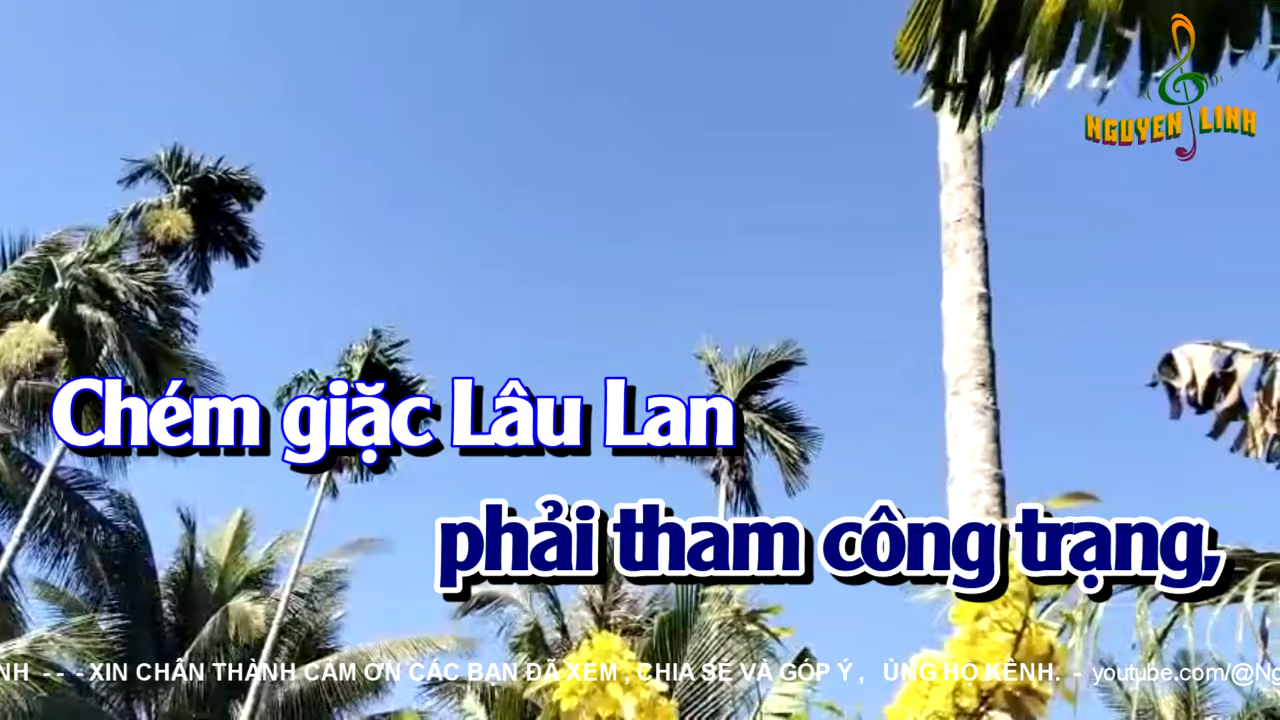 NGUYEN LINH
Chém giặc Lâu Lan
phải tham công trạng,
NH - - - XIN CHÂN THÀNH CẢM ƠN CÁC BẠN ĐÃ XEM , CHIA SẺ VÀ GÓP Ý , ỦNG HỘ KÊNH. - youtube.com/@Ng